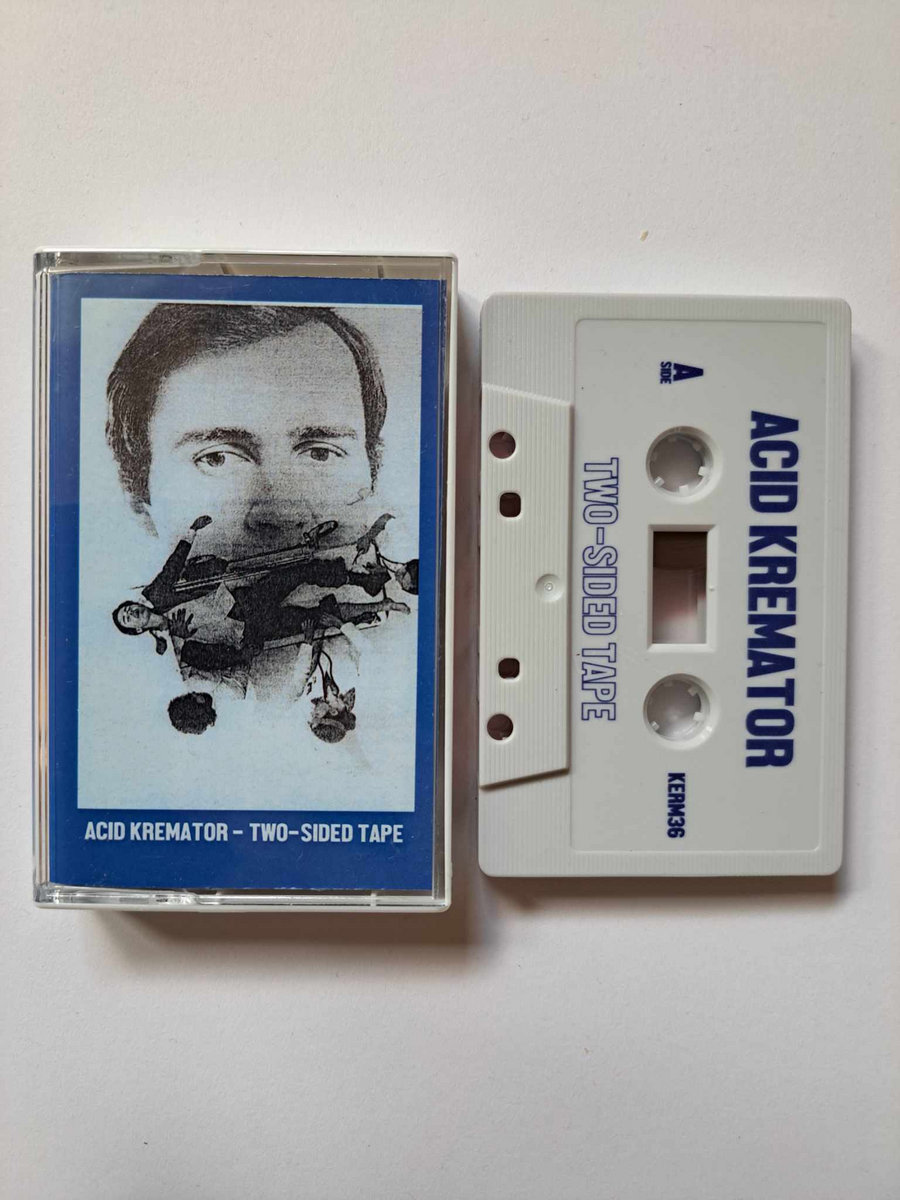 ACID KREMATOR - TWO-SIDED TAPE
ACID KREMATOR
A
SIDE
KERM36
TWO-SIDED TAPE